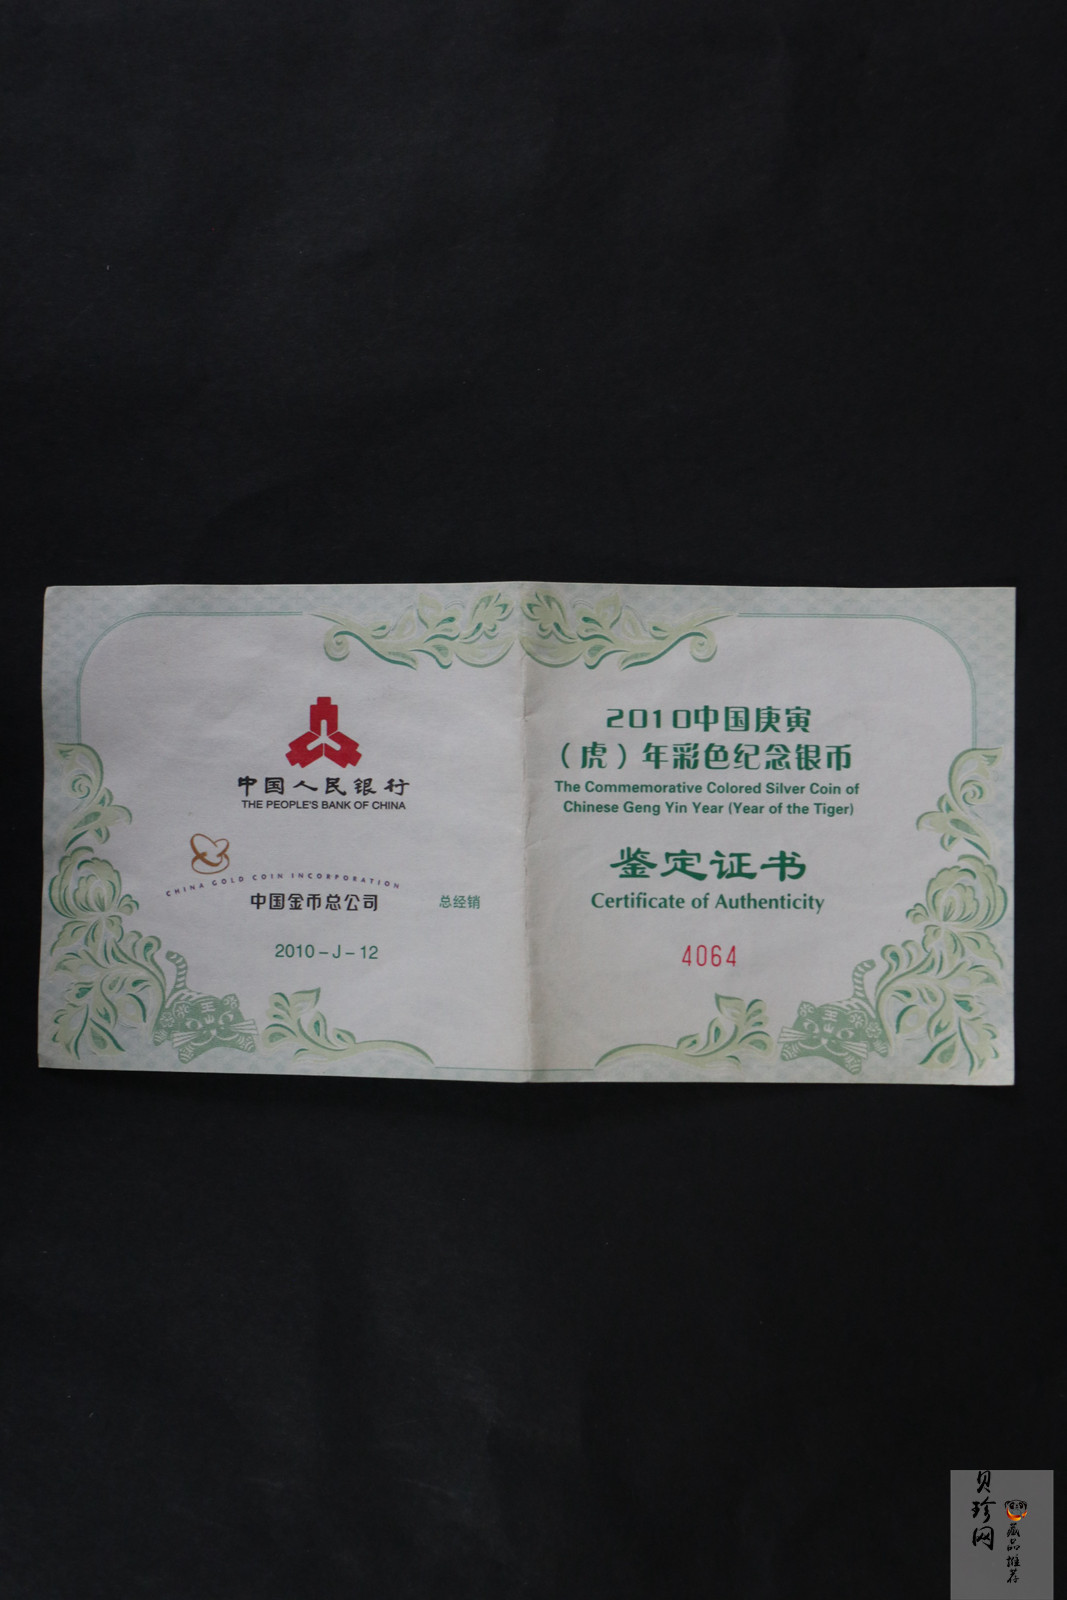 中国人民银行
THE PEOPLE'S BANK OF CHINA
CHINA GOLD COIN INCORPORATION
中国金币总公司
总经销
2010-J-12
2010中国庚寅
（虎）年彩色纪念银币
The Commemorative Colored Silver Coin of
Chinese Geng Yin Year (Year of the Tiger)
鉴定证书
Certificate of Authenticity
4064
贝珍网
藏品推荐